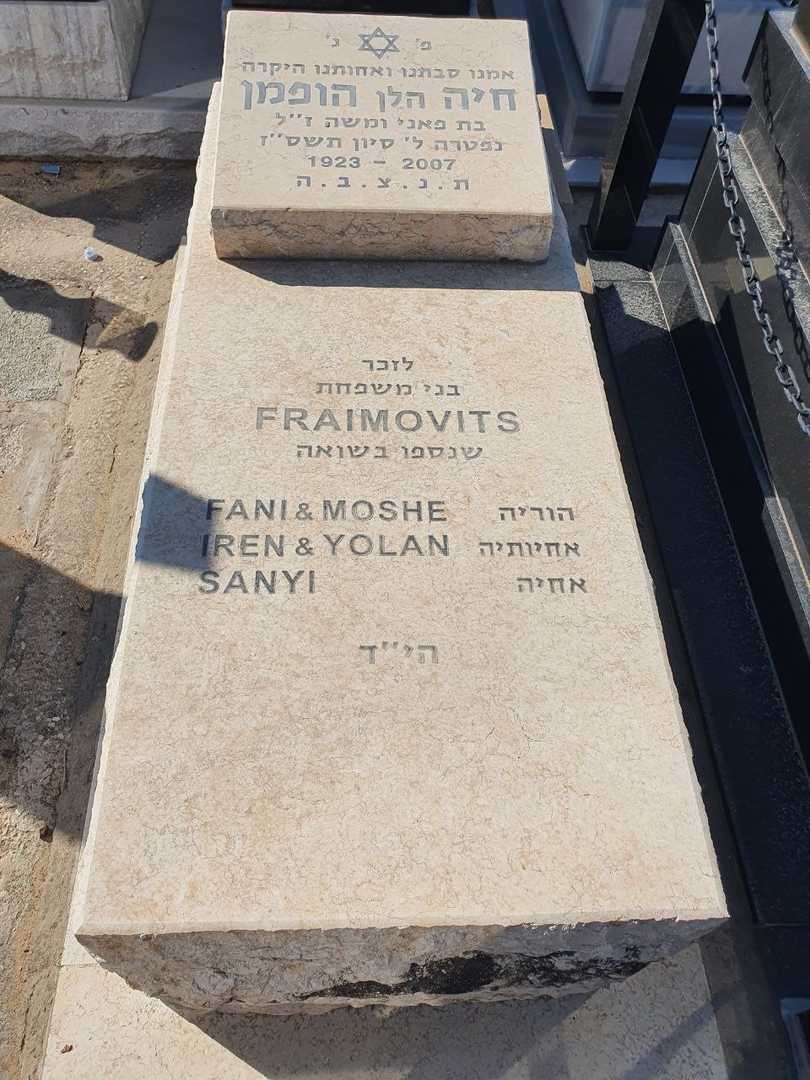 פ' נ'
אמנו סבתנו ואחותנו היקרה
חיה הלן הופמן
בת פאני ומשה ז"ל
נפטרה ל' סיון תשס"ז
1923 - 2007
ת.נ.צ.ב.ה
לזכר
בני משפחת
FRAIMOVITS
שנספו בשואה
הוריה FANI & MOSHE
אחיותיה IREN & YOLAN
אחיה SANYI
הי"ד